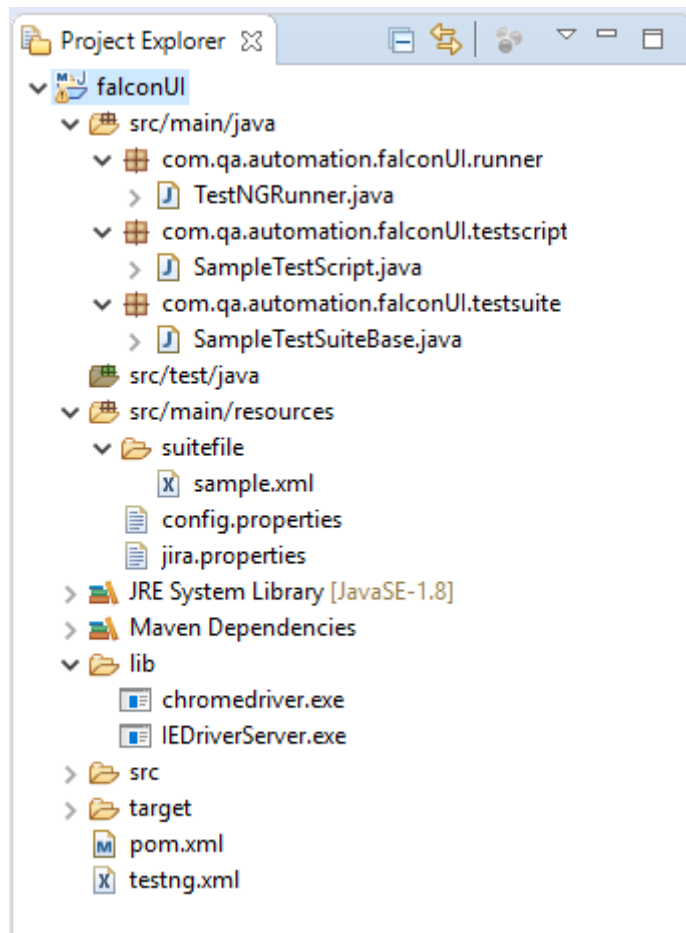 Project Explorer
falconUI
src/main/java
com.qa.automation.falconUI.runner
TestNGRunner.java
com.qa.automation.falconUI.testscript
SampleTestScript.java
com.qa.automation.falconUI.testsuite
SampleTestSuiteBase.java
src/test/java
src/main/resources
suitefile
sample.xml
config.properties
jira.properties
JRE System Library [JavaSE-1.8]
Maven Dependencies
lib
chromedriver.exe
IEDriverServer.exe
src
target
pom.xml
testng.xml